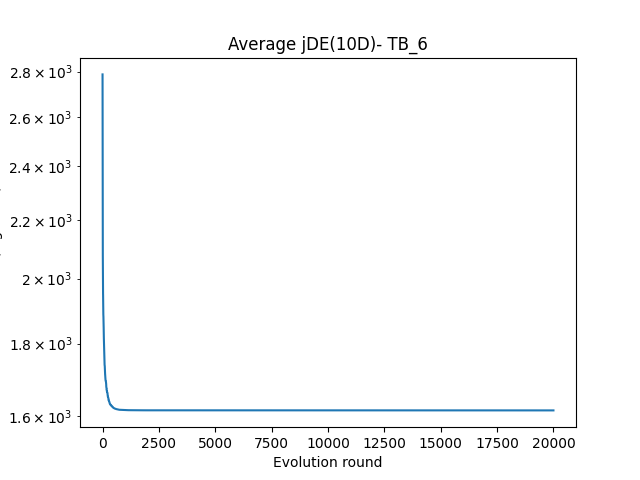 Average jDE(10D)- TB_6
2.8 × 10³
2.6 × 10³
2.4 × 10³
2.2 × 10³
2 × 10³
1.8 × 10³
1.6 × 10³
0 2500 5000 7500 10000 12500 15000 17500 20000
Evolution round